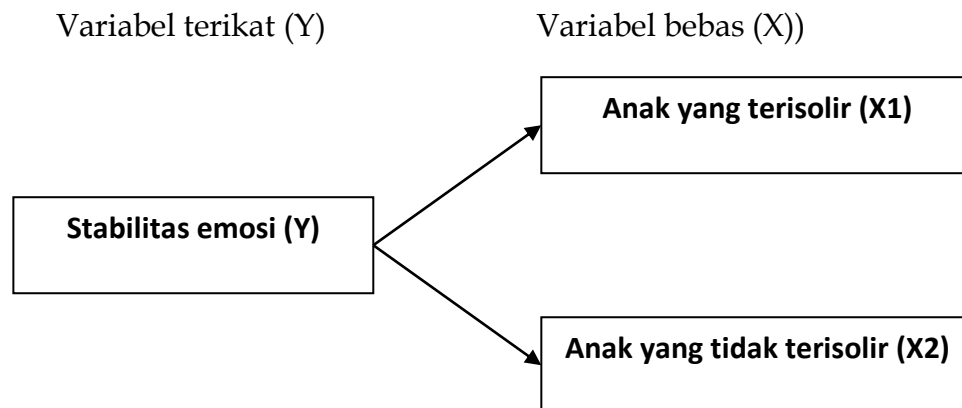 Variabel terikat (Y)
Variabel bebas (X))
Anak yang terisolir (X1)
Stabilitas emosi (Y)
Anak yang tidak terisolir (X2)